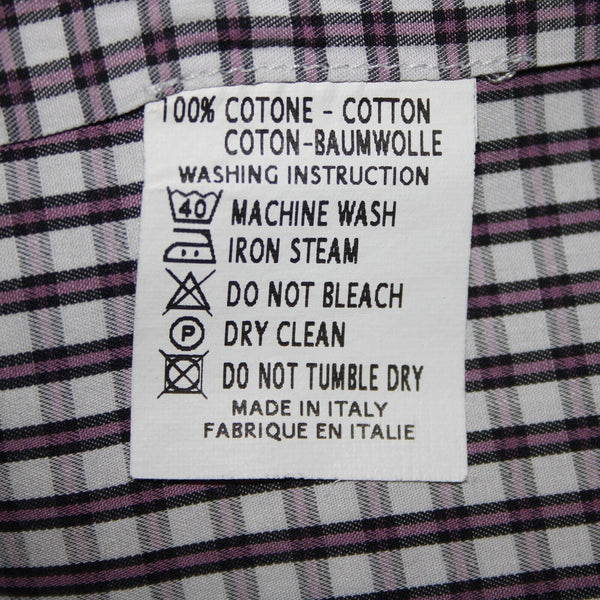 100% COTONE - COTTON
COTON-BAUMWOLLE
WASHING INSTRUCTION
40 MACHINE WASH
IRON STEAM
DO NOT BLEACH
P DRY CLEAN
DO NOT TUMBLE DRY
MADE IN ITALY
FABRIQUE EN ITALIE